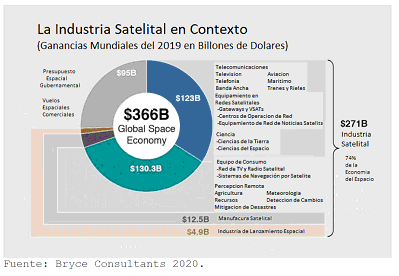 La Industria Satelital en Contexto
(Ganancias Mundiales del 2019 en Billones de Dolares)
Presupuesto
Espacial
Gubernamental
Vuelos
Espaciales
Comerciales
$95B
$123B
$366B
Global Space
Economy
$130.3B
Telecomunicaciones
Television Aviacion
Telefonia Maritimo
Banda Ancha Trenes y Rieles
Equipamiento en
Redes Satelitales
-Gateways y VSATs
-Centros de Operacion de Red
-Equipamiento de Red de Noticias Satelits
Ciencia
-Ciencias de la Tierra
-Ciencias del Espacio
Equipo de Consumo
-Red de TV y Radio Satelital
-Sistemas de Navegacion por Satelite
Percepcion Remota
Agricultura Meteorologia
Recursos Deteccion de Cambios
Mitigacion de Desastres
$12.5B Manufactura Satelital
$4.9B Industria de Lanzamiento Espacial
$271B
Industria
Satelital
74%
de la
Economia
del Espacio
Fuente: Bryce Consultants 2020.